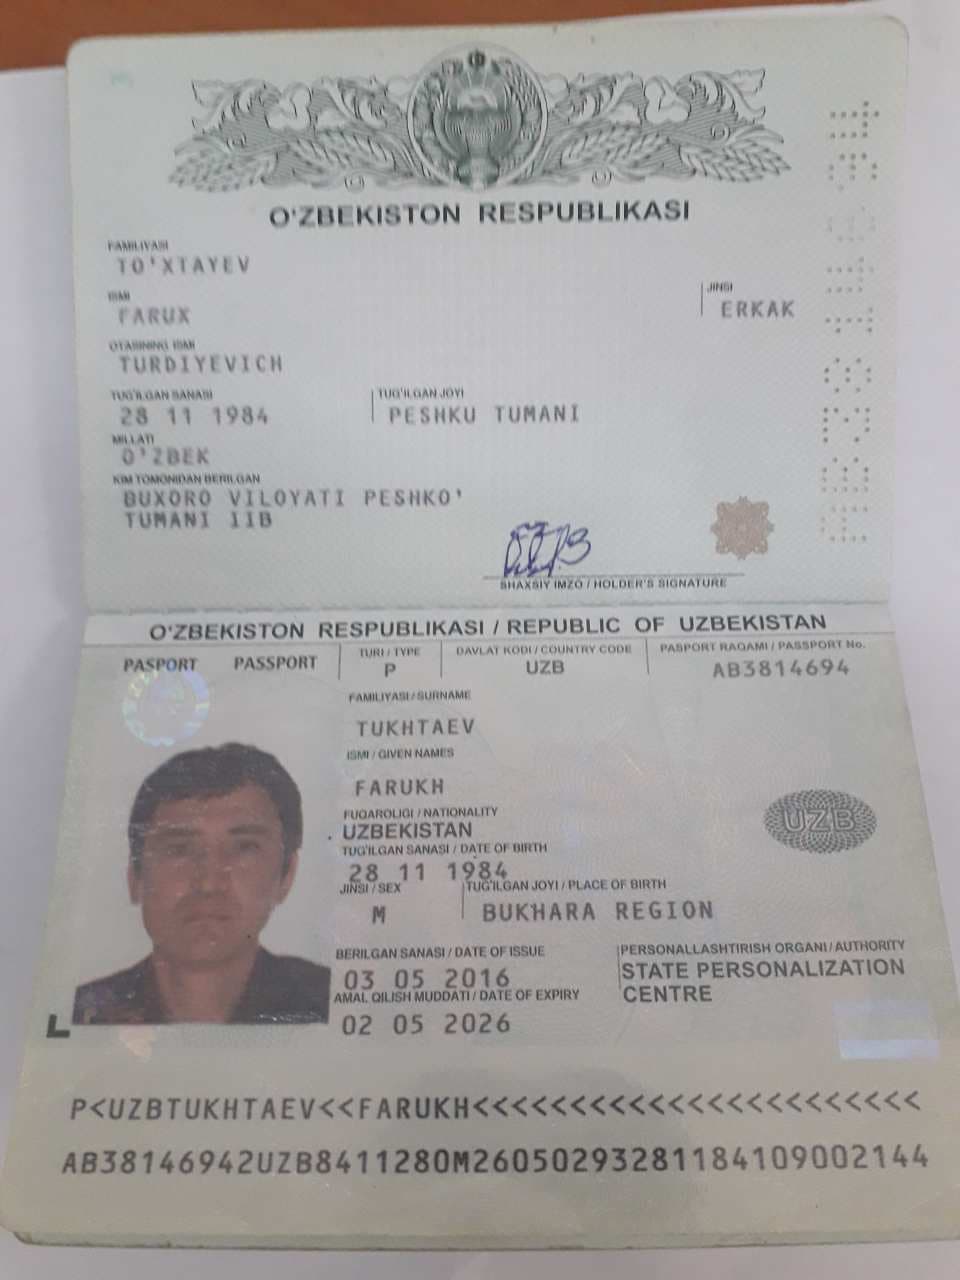 O'ZBEKISTON RESPUBLIKASI
FAMILIYASI
TO'XTAYEV
ISMI
FARUX
JINSI
ERKAK
OTASINING ISMI
TURDIYEVICH
TUG'ILGAN SANASI
28 11 1984
TUG'ILGAN JOYI
PESHKU TUMANI
MILLATI
O'ZBEK
KIM TOMONIDAN BERILGAN
BUXORO VILOYATI PESHKO'
TUMANI IIB
SHAXSIY IMZO / HOLDER'S SIGNATURE
O'ZBEKISTON RESPUBLIKASI / REPUBLIC OF UZBEKISTAN
PASPORT PASSPORT
TURI / TYPE
P
DAVLAT KODI / COUNTRY CODE
UZB
PASPORT RAQAMI / PASSPORT No.
AB3814694
FAMILIYASI / SURNAME
TUKHTAEV
ISMI / GIVEN NAMES
FARUKH
FUQAROLIGI / NATIONALITY
UZBEKISTAN
TUG'ILGAN SANASI / DATE OF BIRTH
28 11 1984
JINSI / SEX
M
TUG'ILGAN JOYI / PLACE OF BIRTH
BUKHARA REGION
UZB
BERILGAN SANASI / DATE OF ISSUE
03 05 2016
PERSONALLASHTIRISH ORGANI / AUTHORITY
STATE PERSONALIZATION
CENTRE
AMAL QILISH MUDDATI / DATE OF EXPIRY
02 05 2026
P<UZBTUKHTAEV<<FARUKH<<<<<<<<<<<<<<<<<<<<<<<
AB38146942UZB8411280M26050293281184109002144